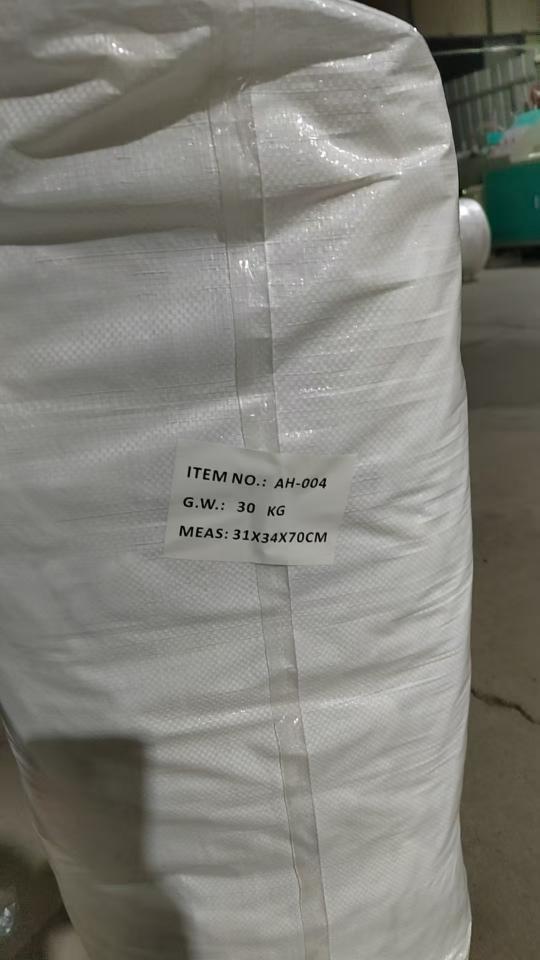 ITEM NO.: AH-004
G.W.: 30 KG
MEAS: 31X34X70CM